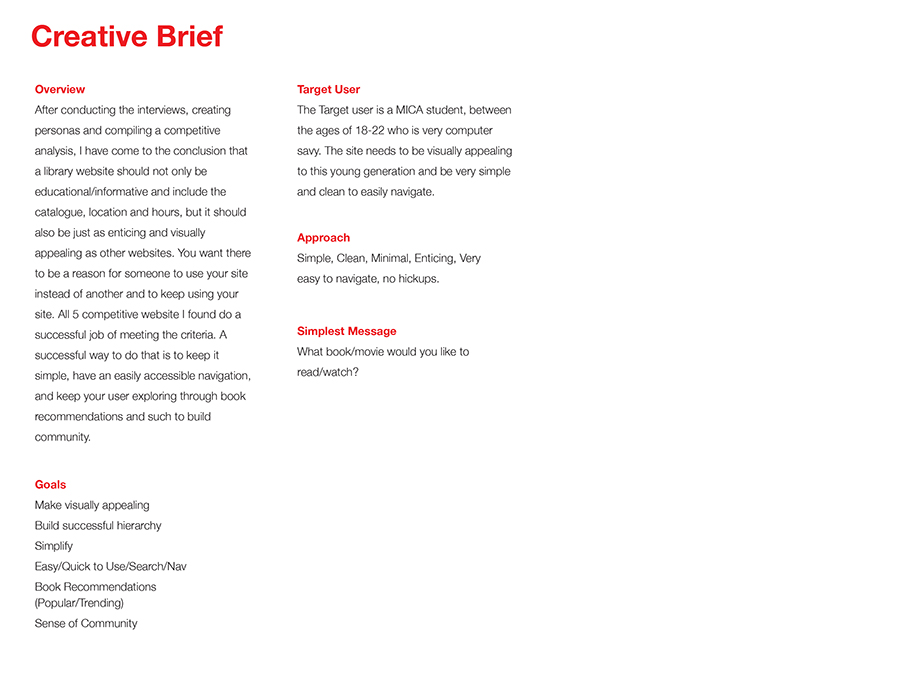 Creative Brief
Overview
After conducting the interviews, creating
personas and compiling a competitive
analysis, I have come to the conclusion that
a library website should not only be
educational/informative and include the
catalogue, location and hours, but it should
also be just as enticing and visually
appealing as other websites. You want there
to be a reason for someone to use your site
instead of another and to keep using your
site. All 5 competitive website I found do a
successful job of meeting the criteria. A
successful way to do that is to keep it
simple, have an easily accessible navigation,
and keep your user exploring through book
recommendations and such to build
community.
Goals
Make visually appealing
Build successful hierarchy
Simplify
Easy/Quick to Use/Search/Nav
Book Recommendations
(Popular/Trending)
Sense of Community
Target User
The Target user is a MICA student, between
the ages of 18-22 who is very computer
savy. The site needs to be visually appealing
to this young generation and be very simple
and clean to easily navigate.
Approach
Simple, Clean, Minimal, Enticing, Very
easy to navigate, no hickups.
Simplest Message
What book/movie would you like to
read/watch?